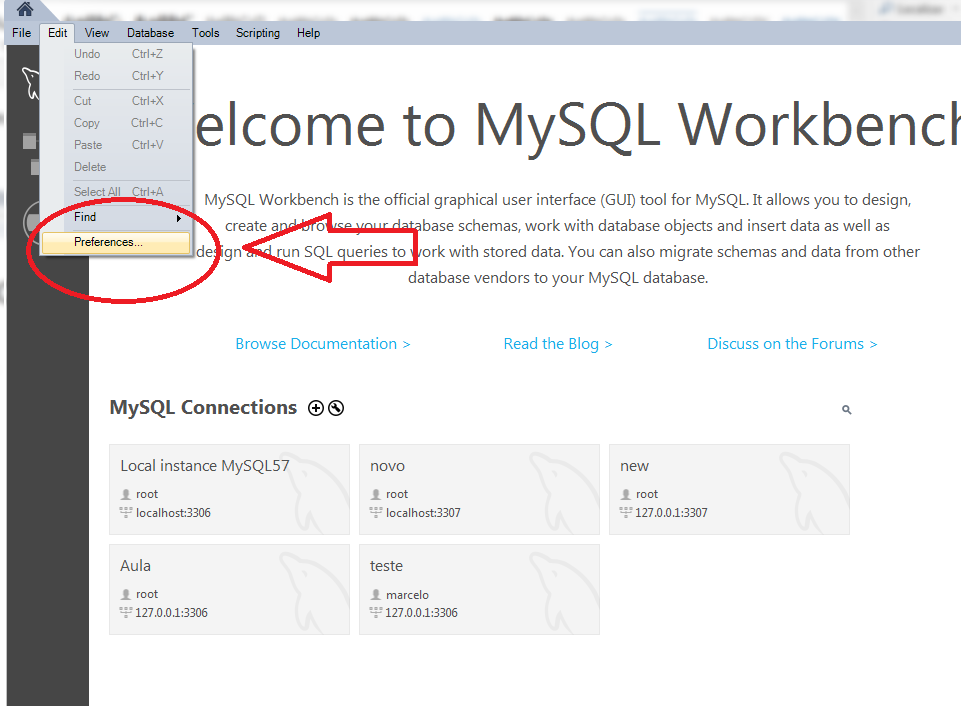 File Edit View Database Tools Scripting Help
Undo Ctrl+Z
Redo Ctrl+Y
Cut Ctrl+X
Copy Ctrl+C
Paste Ctrl+V
Delete
Select All Ctrl+A
Find
Preferences...
elcome to MySQL Workbench
MySQL Workbench is the official graphical user interface (GUI) tool for MySQL. It allows you to design,
create and browse your database schemas, work with database objects and insert data as well as
design and run SQL queries to work with stored data. You can also migrate schemas and data from other
database vendors to your MySQL database.
Browse Documentation > Read the Blog > Discuss on the Forums >
MySQL Connections
Local instance MySQL57
root
localhost:3306
novo
root
localhost:3307
new
root
127.0.0.1:3307
Aula
root
127.0.0.1:3306
teste
marcelo
127.0.0.1:3306